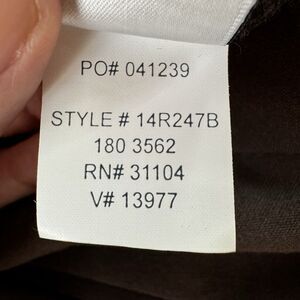 PO# 041239
STYLE # 14R247B
180 3562
RN# 31104
V# 13977